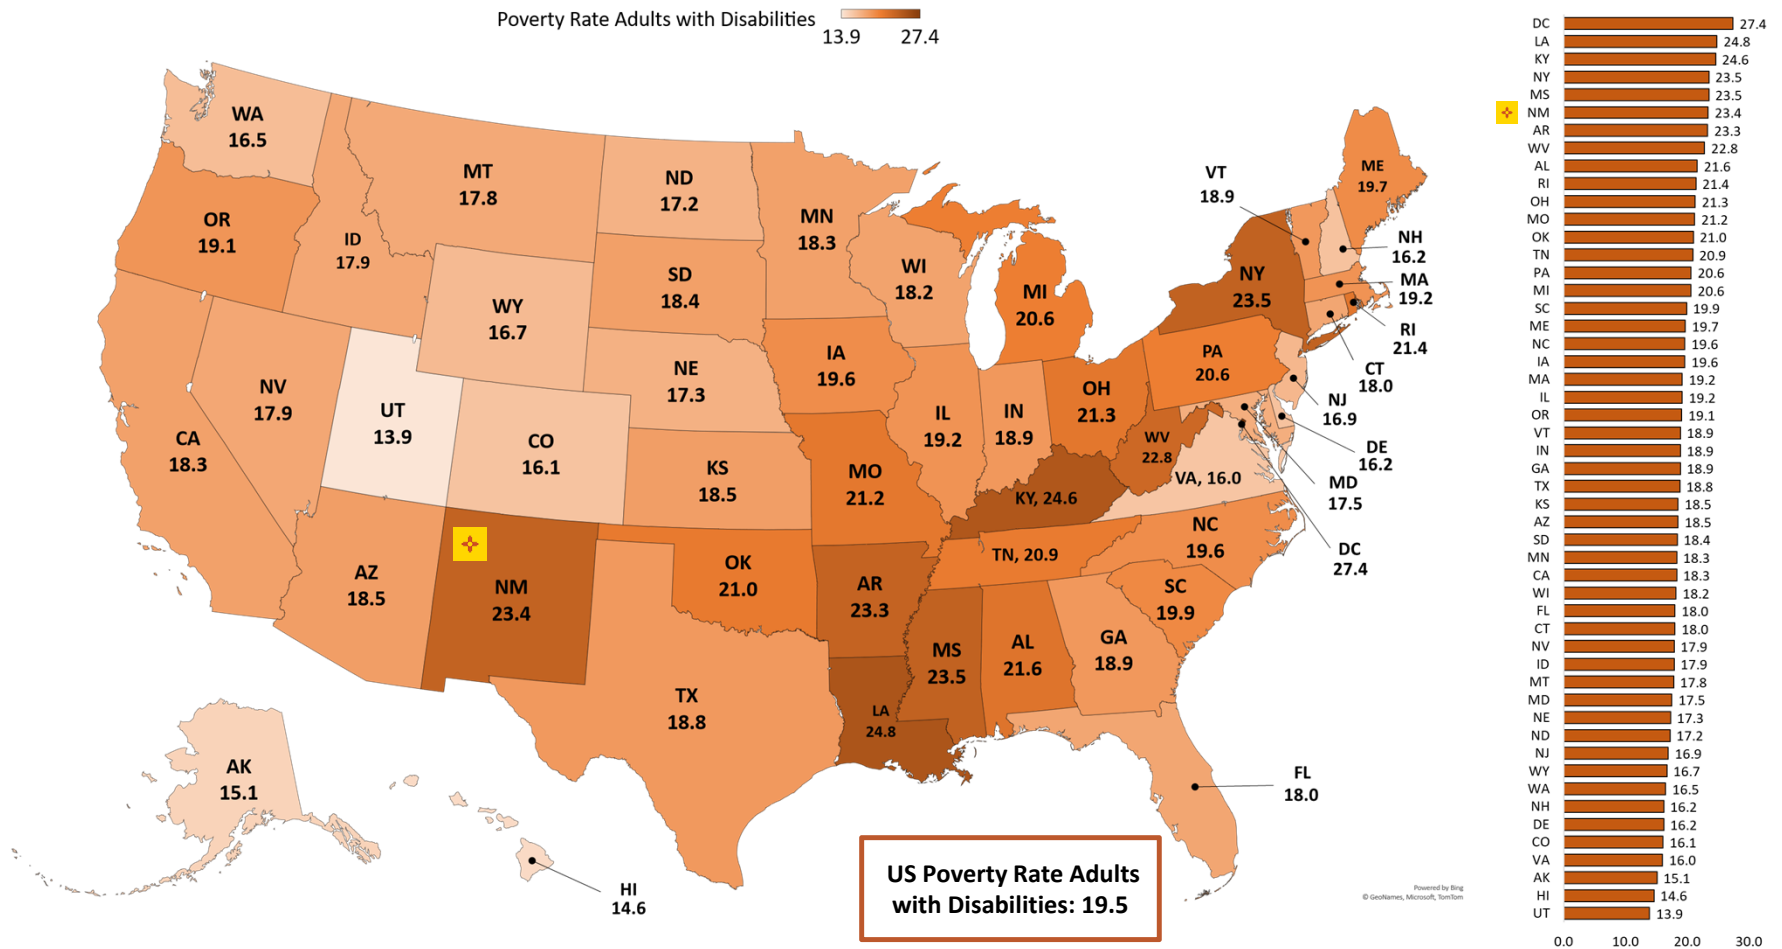 Poverty Rate Adults with Disabilities
13.9 27.4
WA
16.5
OR
19.1
ID
17.9
MT
17.8
ND
17.2
MN
18.3
WI
18.2
SD
18.4
WY
16.7
NV
17.9
UT
13.9
CA
18.3
CO
16.1
NE
17.3
IA
19.6
MI
20.6
IL
19.2
IN
18.9
OH
21.3
PA
20.6
NY
23.5
VT
18.9
ME
19.7
NH
16.2
MA
19.2
RI
21.4
CT
18.0
NJ
16.9
DE
16.2
MD
17.5
DC
27.4
WV
22.8
VA, 16.0
KY, 24.6
KS
18.5
MO
21.2
AZ
18.5
NM
23.4
OK
21.0
AR
23.3
TN, 20.9
NC
19.6
SC
19.9
TX
18.8
LA
24.8
MS
23.5
AL
21.6
GA
18.9
FL
18.0
AK
15.1
HI
14.6
US Poverty Rate Adults
with Disabilities: 19.5
Powered by Bing
© GeoNames, Microsoft, TomTom
DC 27.4
LA 24.8
KY 24.6
NY 23.5
MS 23.5
NM 23.4
AR 23.3
WV 22.8
AL 21.6
RI 21.4
OH 21.3
MO 21.2
OK 21.0
TN 20.9
PA 20.6
MI 20.6
SC 19.9
ME 19.7
NC 19.6
IA 19.6
MA 19.2
IL 19.2
OR 19.1
VT 18.9
IN 18.9
GA 18.9
TX 18.8
KS 18.5
AZ 18.5
SD 18.4
MN 18.3
CA 18.3
WI 18.2
FL 18.0
CT 18.0
NV 17.9
ID 17.9
MT 17.8
MD 17.5
NE 17.3
ND 17.2
NJ 16.9
WY 16.7
WA 16.5
NH 16.2
DE 16.2
CO 16.1
VA 16.0
AK 15.1
HI 14.6
UT 13.9
0.0 10.0 20.0 30.0